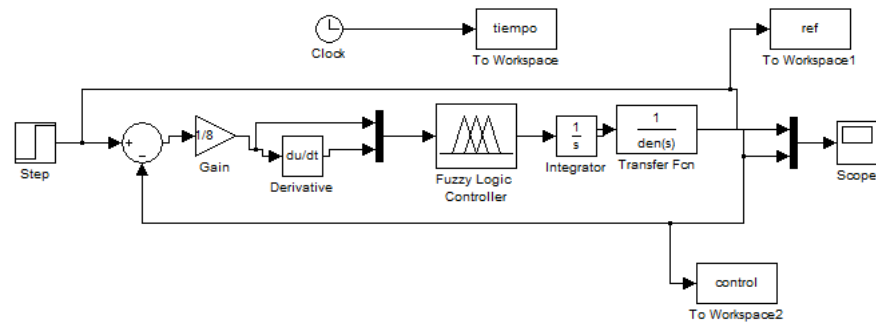 tiempo
Clock
To Workspace
ref
To Workspace1
+
−
Step
1/8
Gain
du/dt
Derivative
Fuzzy Logic
Controller
1
s
Integrator
1
den(s)
Transfer Fcn
Scope
control
To Workspace2